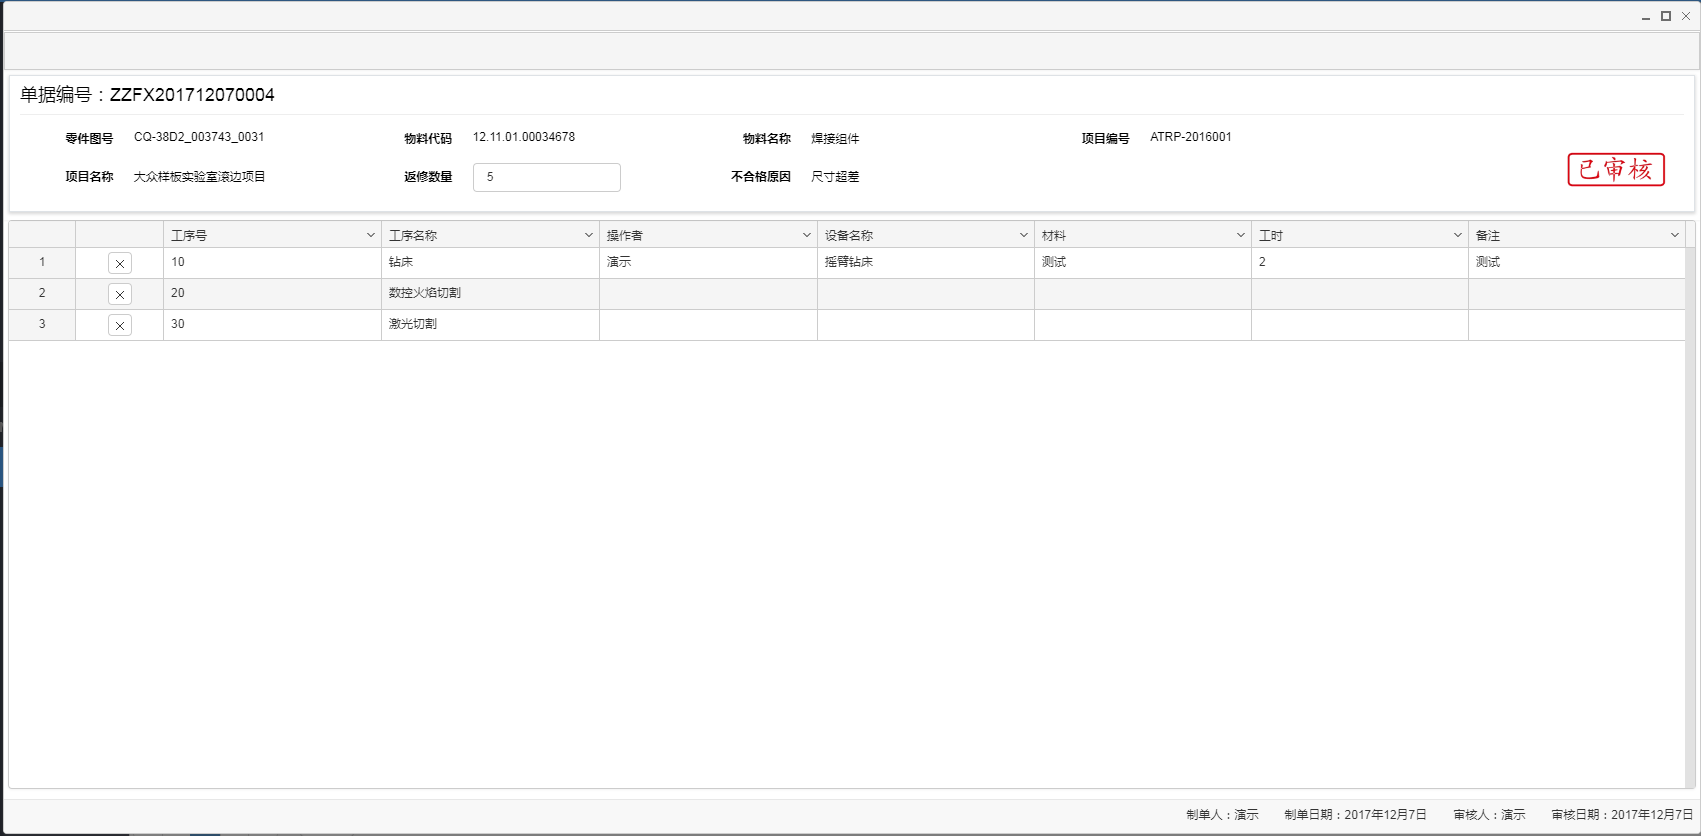 单据编号：ZZFX201712070004
零件图号 CQ-38D2_003743_0031 物料代码 12.11.01.00034678 物料名称 焊接组件 项目编号 ATRP-2016001
项目名称 大众样板实验室滚边项目 返修数量 5 不合格原因 尺寸超差
已审核
工序号 工序名称 操作者 设备名称 材料 工时 备注
1 10 钻床 演示 摇臂钻床 测试 2 测试
2 20 数控火焰切割
3 30 激光切割
制单人：演示 制单日期：2017年12月7日 审核人：演示 审核日期：2017年12月7日